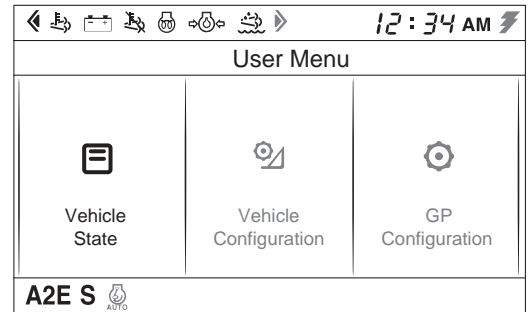 12:34 AM
User Menu
Vehicle
State
Vehicle
Configuration
GP
Configuration
A2E S
AUTO